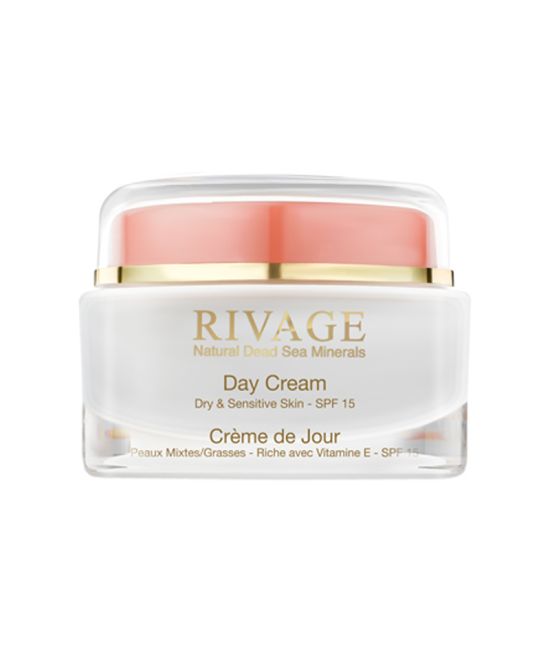 RIVAGE
Natural Dead Sea Minerals
Day Cream
Dry & Sensitive Skin - SPF 15
Crème de Jour
Peaux Mixtes/Grasses - Riche avec Vitamine E - SPF 15